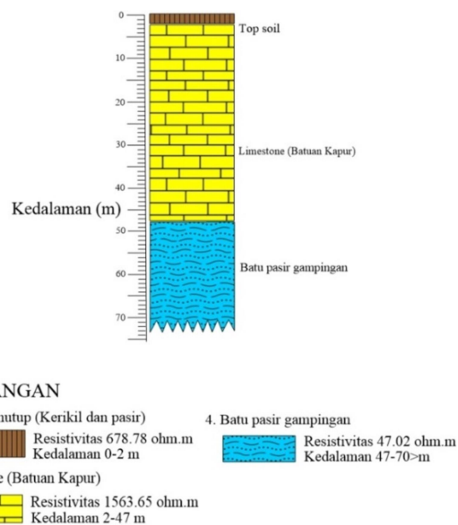 0
Top soil
10
20
30
Limestone (Batuan Kapur)
40
Kedalaman (m)
50
60
Batu pasir gampingan
70
NGAN
(Kerikil dan pasir)
Resistivitas 678.78 ohm.m
Kedalaman 0-2 m
(Batuan Kapur)
Resistivitas 1563.65 ohm.m
Kedalaman 2-47 m
4. Batu pasir gampingan
Resistivitas 47.02 ohm.m
Kedalaman 47-70>m